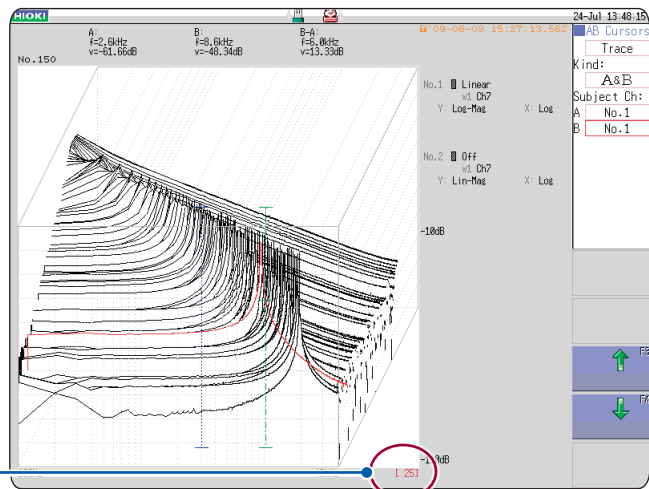 HIOKI
24-Jul 13:48:15
A: B: B-A:
f=2.6kHz f=8.6kHz f=6.0kHz
v=-61.66dB v=-48.34dB v=13.33dB
'09-06-09 15:27:13.562
No.150
AB Cursors
Trace
Kind:
A&B
Subject Ch:
A No.1
B No.1
No.1 Linear
w1 Ch7
Y: Log-Mag X: Log
No.2 Off
w1 Ch7
Y: Lin-Mag X: Log
-10dB
[ 25]